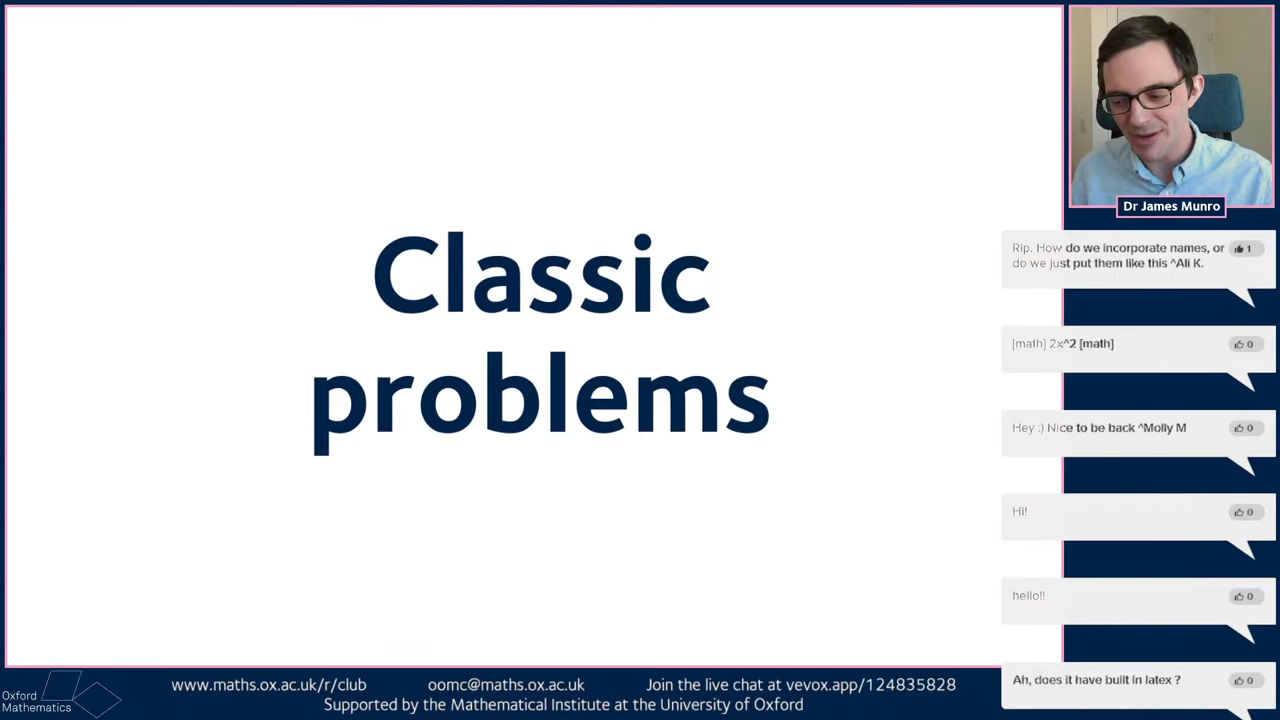 Classic
problems
Dr James Munro
Rip. How do we incorporate names, or
do we just put them like this ^Ali K.
1
[math] 2x^2 [math]
0
Hey :) Nice to be back ^Molly M
0
Hi!
0
hello!!
0
Ah, does it have built in latex ?
0
Oxford
Mathematics
www.maths.ox.ac.uk/r/club oomc@maths.ox.ac.uk Join the live chat at vevox.app/124835828
Supported by the Mathematical Institute at the University of Oxford